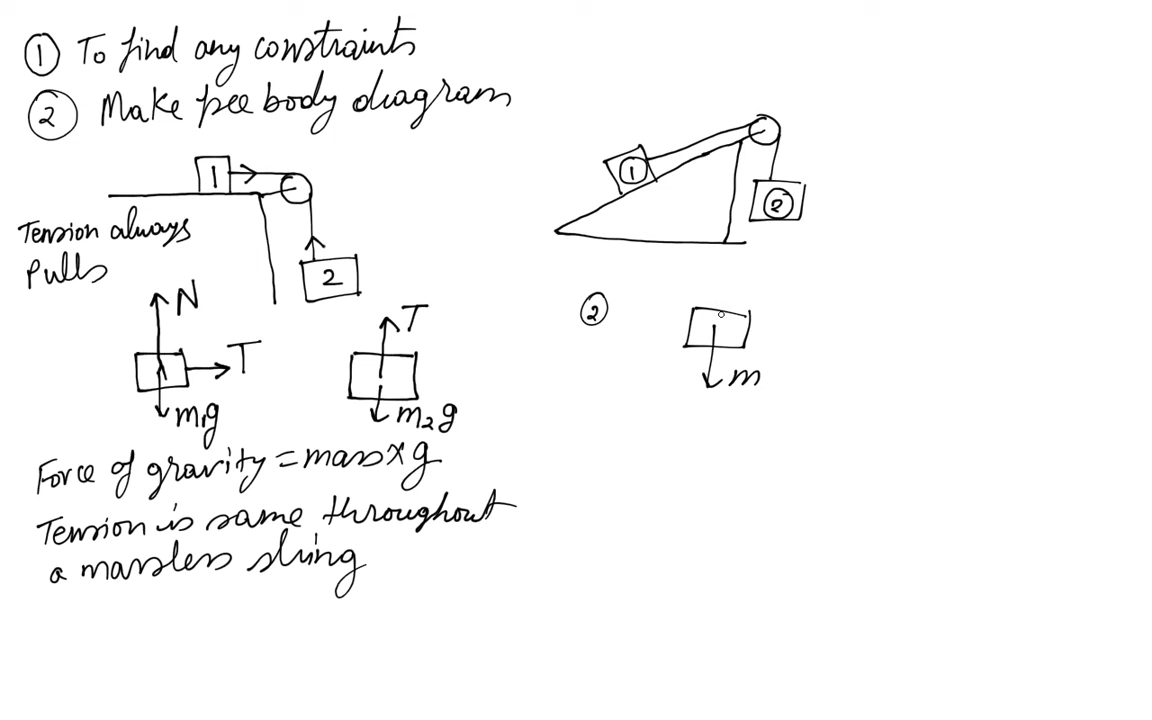 ① To find any constraints
② Make free body diagram
1
①
②
Tension always
Pulls
2
N
T
m₁g
T
m₂g
②
m
Force of gravity = mass × g
Tension is same throughout
a massless string